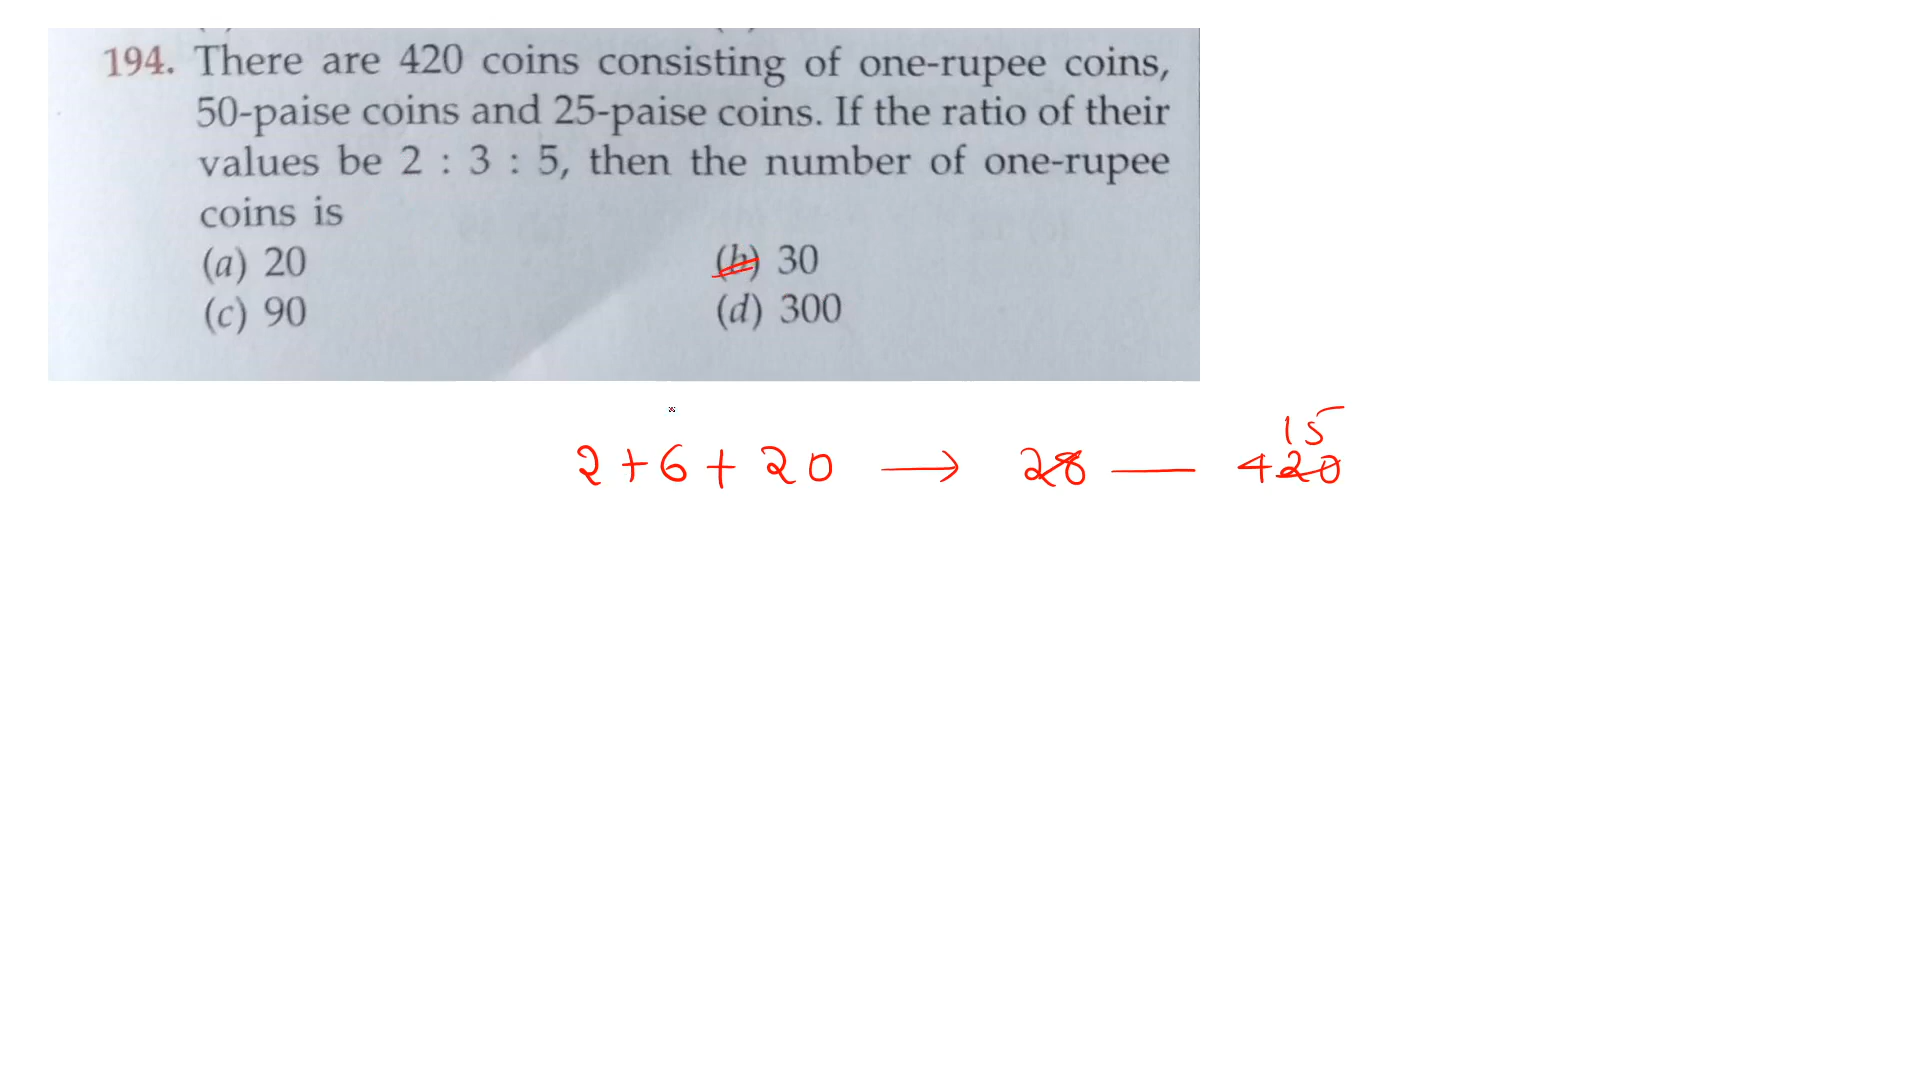 194. There are 420 coins consisting of one-rupee coins,
50-paise coins and 25-paise coins. If the ratio of their
values be 2 : 3 : 5, then the number of one-rupee
coins is
(a) 20 (b) 30
(c) 90 (d) 300
15
2+6+20 → 28 — 420